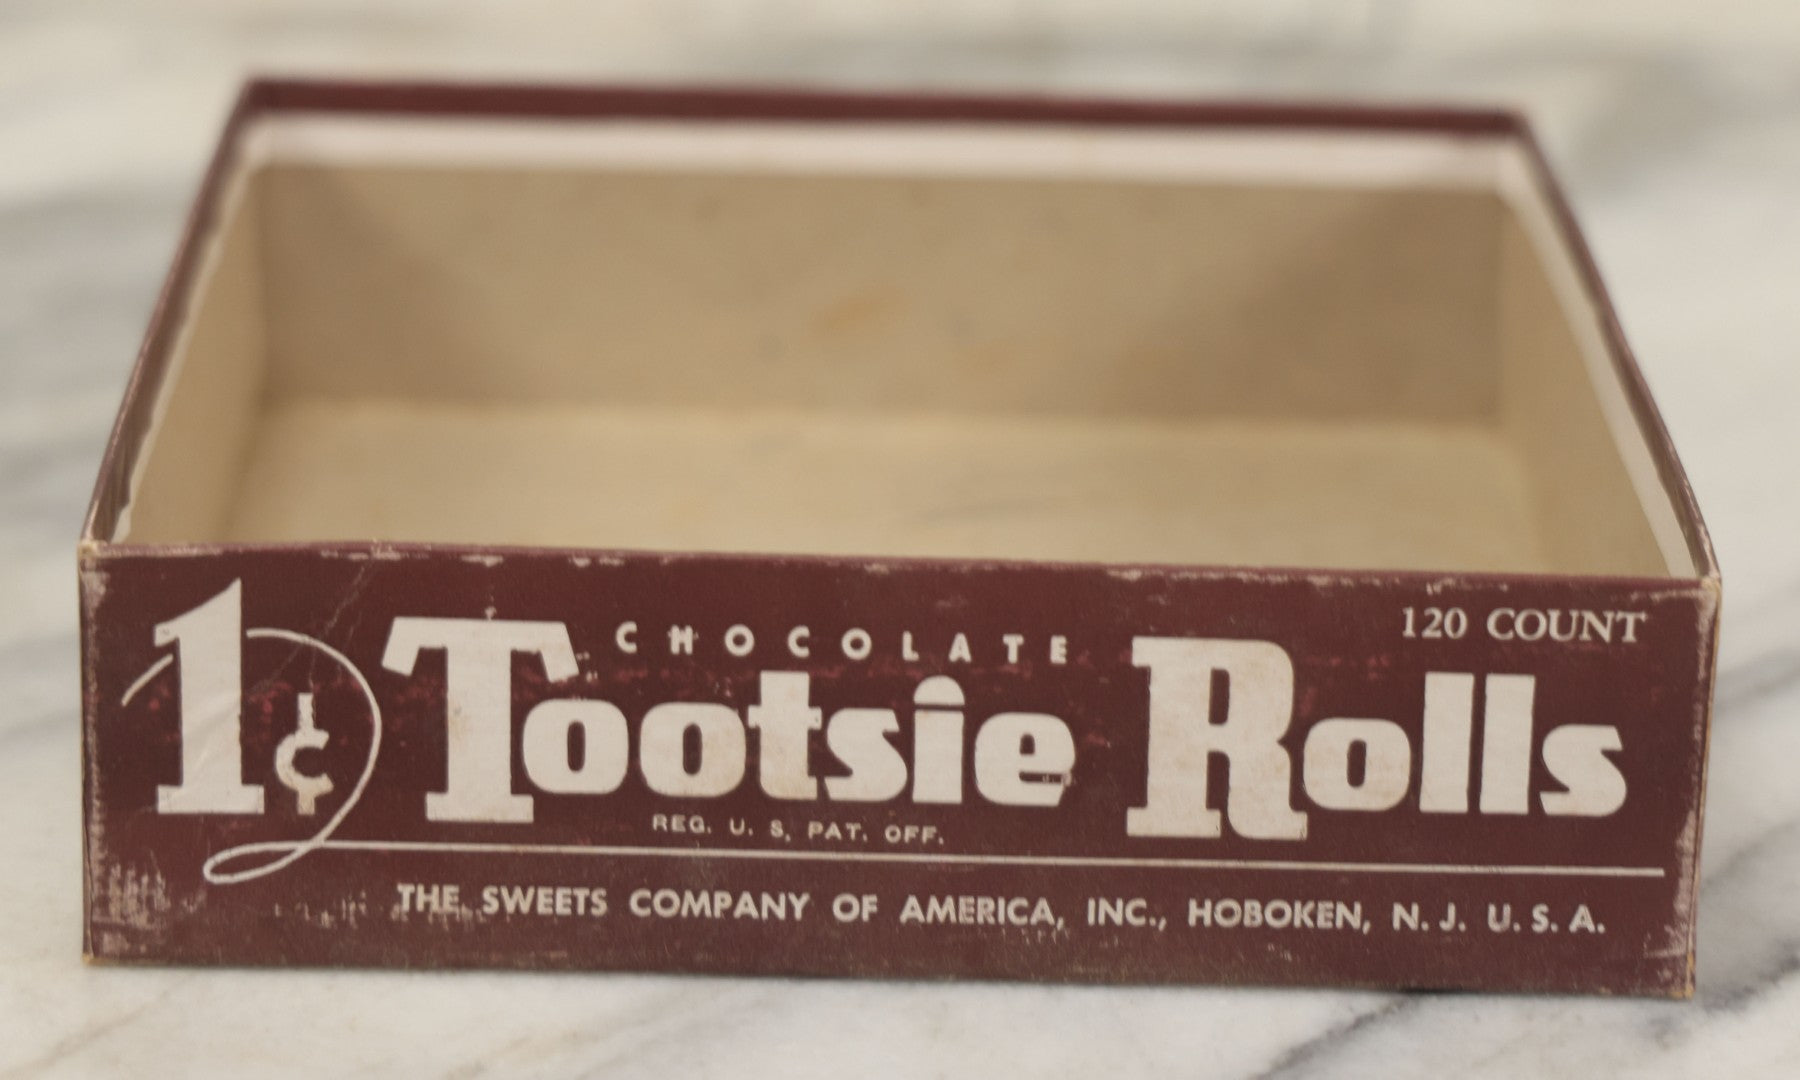 120 COUNT
CHOCOLATE
1¢ Tootsie Rolls
REG. U. S. PAT. OFF.
THE SWEETS COMPANY OF AMERICA, INC., HOBOKEN, N. J. U. S. A.